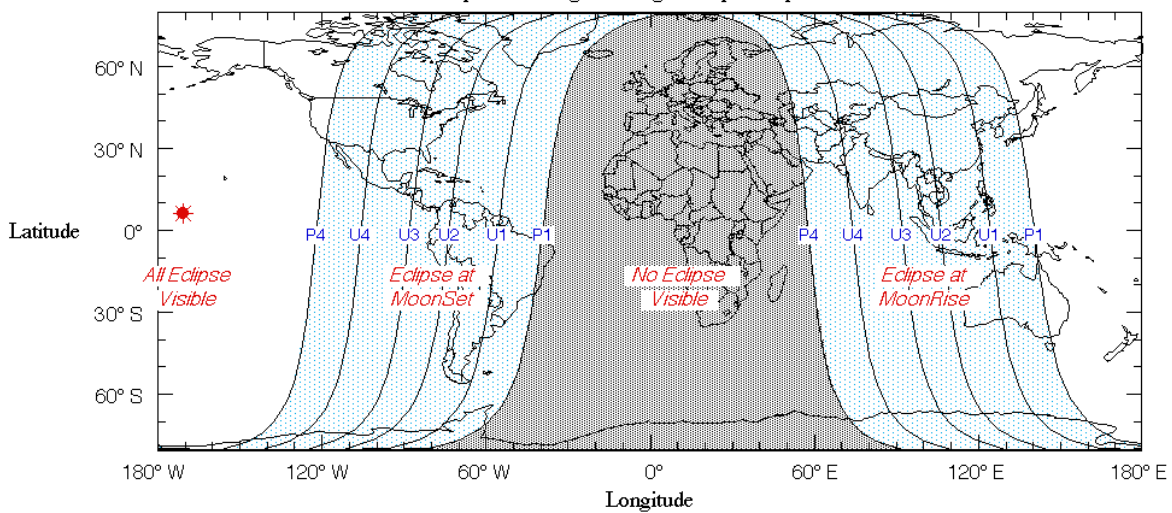 60° N
30° N
Latitude
0°
P4 U4 U3 U2 U1 P1 P4 U4 U3 U2 U1 P1
All Eclipse
Visible
Eclipse at
MoonSet
No Eclipse
Visible
Eclipse at
MoonRise
30° S
60° S
180° W 120° W 60° W 0° 60° E 120° E 180° E
Longitude